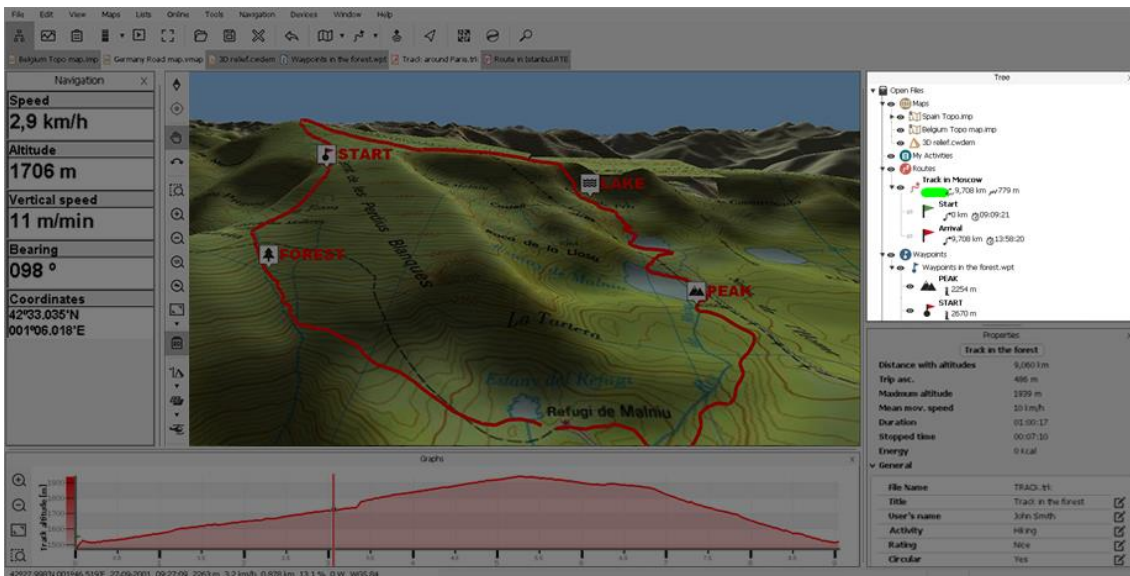 File Edit View Maps Lists Online Tools Navigation Devices Window Help
Belgium Topo map.imp Germany Road map.vmap 3D relief.cwdem Waypoints in the forest.wpt Track around Paris.trk Route in Istanbul.RTE
Navigation X
Speed
2,9 km/h
Altitude
1706 m
Vertical speed
11 m/min
Bearing
098 º
Coordinates
42º33.035'N
001º06.018'E
START
LAKE
FOREST
PEAK
La Tartera
Estany del Refugi
Refugi de Malniu
Tree
Open Files
Maps
Spain Topo.imp
Belgium Topo map.imp
3D relief.cwdem
My Activities
Routes
Track in Moscow
9,708 km 779 m
Start
0 km 09:09:21
Arrival
9,708 km 13:58:20
Waypoints
Waypoints in the forest.wpt
PEAK
2254 m
START
2670 m
Properties
Track in the forest
Distance with altitudes 9,060 km
Trip asc. 486 m
Maximum altitude 1939 m
Mean mov. speed 10 km/h
Duration 01:00:17
Stopped time 00:07:10
Energy 0 Kcal
General
File Name TRACK.trk
Title Track in the forest
User's name John Smith
Activity Hiking
Rating Nice
Circular Yes
Graphs X
Track altitude [m]